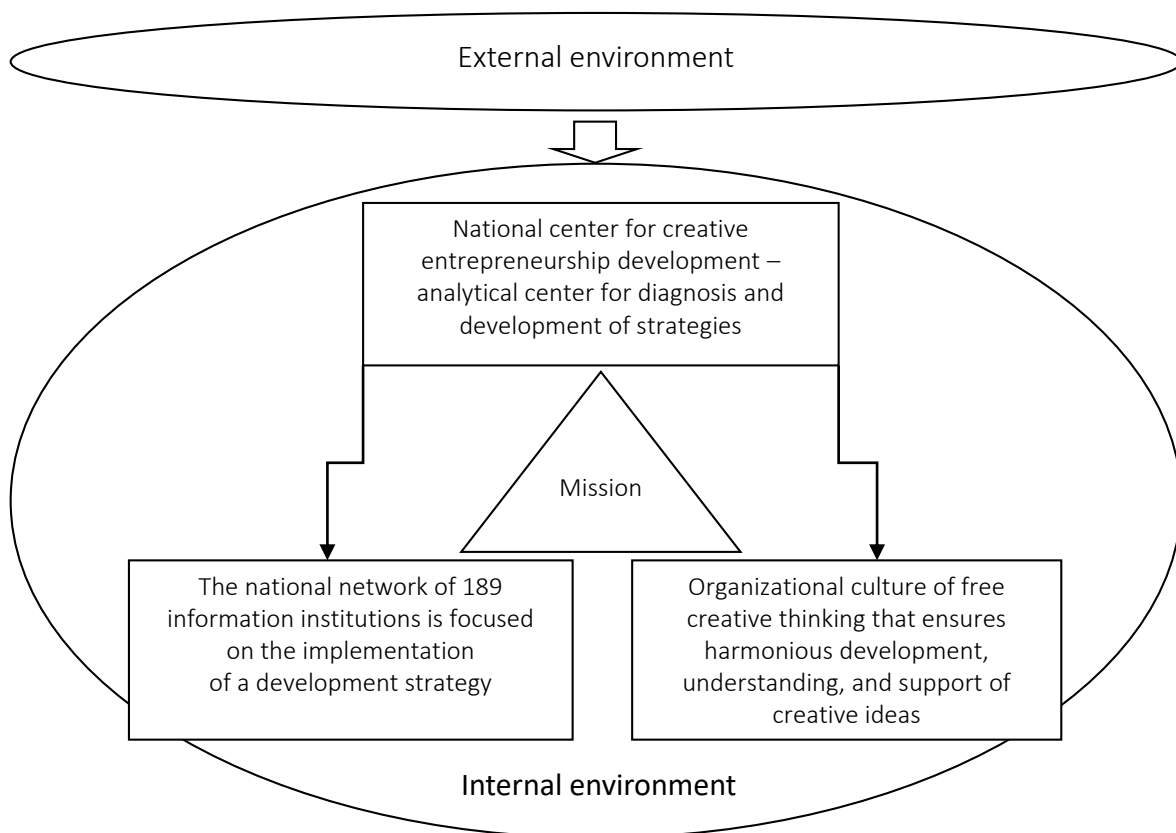 External environment
National center for creative
entrepreneurship development –
analytical center for diagnosis and
development of strategies
Mission
The national network of 189
information institutions is focused
on the implementation
of a development strategy
Organizational culture of free
creative thinking that ensures
harmonious development,
understanding, and support of
creative ideas
Internal environment